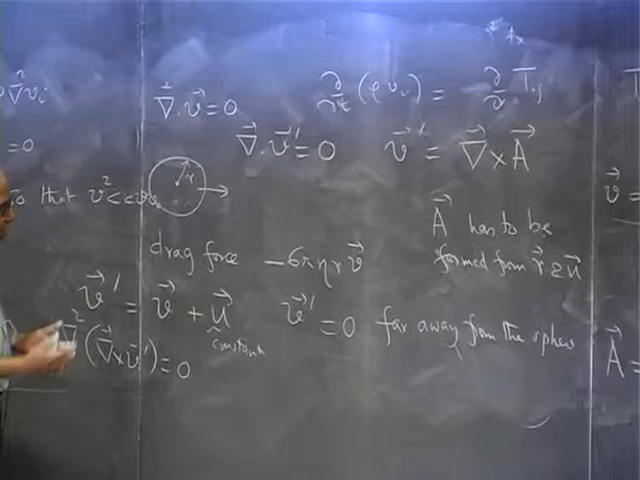 ∇²v_i
∇⃗·v⃗ = 0
∂/∂t (ρ v_i) = ∂/∂ T_ij
= 0
∇⃗·v⃗' = 0
v⃗' = ∇⃗×A⃗
r
so that v² <<
v⃗ =
A⃗ has to be
formed from r⃗ & u⃗
drag force −6πηr v⃗
v⃗' = v⃗ + u⃗
constant
v⃗' = 0 far away from the sphere
∇²(∇⃗×v⃗') = 0
A⃗ =